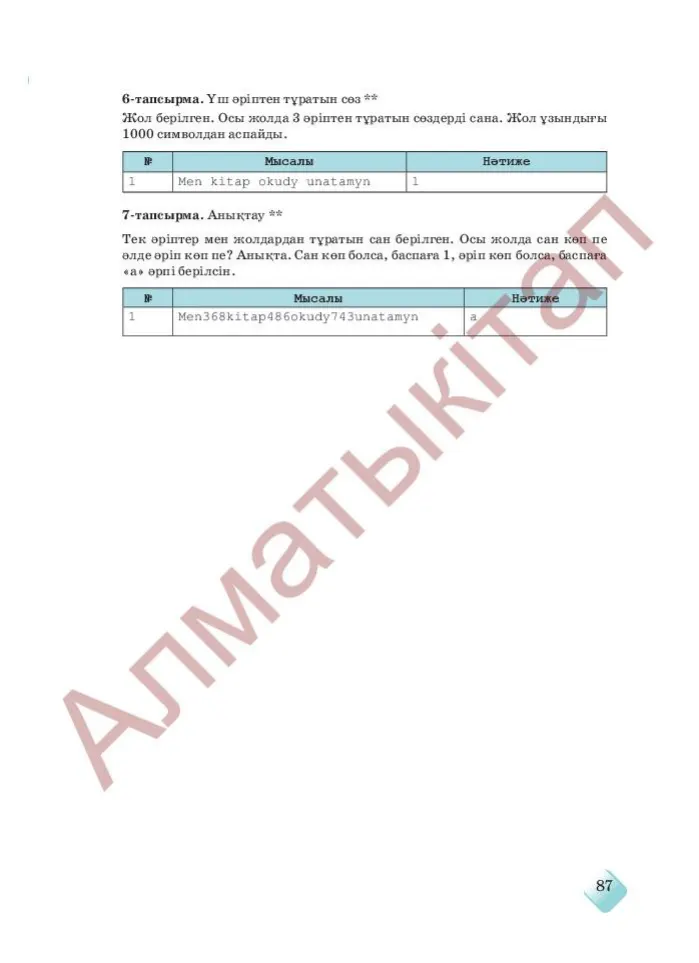 6-тапсырма. Үш әріптен тұратын сөз **
Жол берілген. Осы жолда 3 әріптен тұратын сөздерді сана. Жол ұзындығы
1000 символдан аспайды.
№ Мысалы Нәтиже
1 Men kitap okudy unatamyn 1
7-тапсырма. Анықтау **
Тек әріптер мен жолдардан тұратын сан берілген. Осы жолда сан көп пе
әлде әріп көп пе? Анықта. Сан көп болса, баспаға 1, әріп көп болса, баспаға
«а» әрпі берілсін.
№ Мысалы Нәтиже
1 Men368kitap486okudy743unatamyn a
Алматыкітап
87